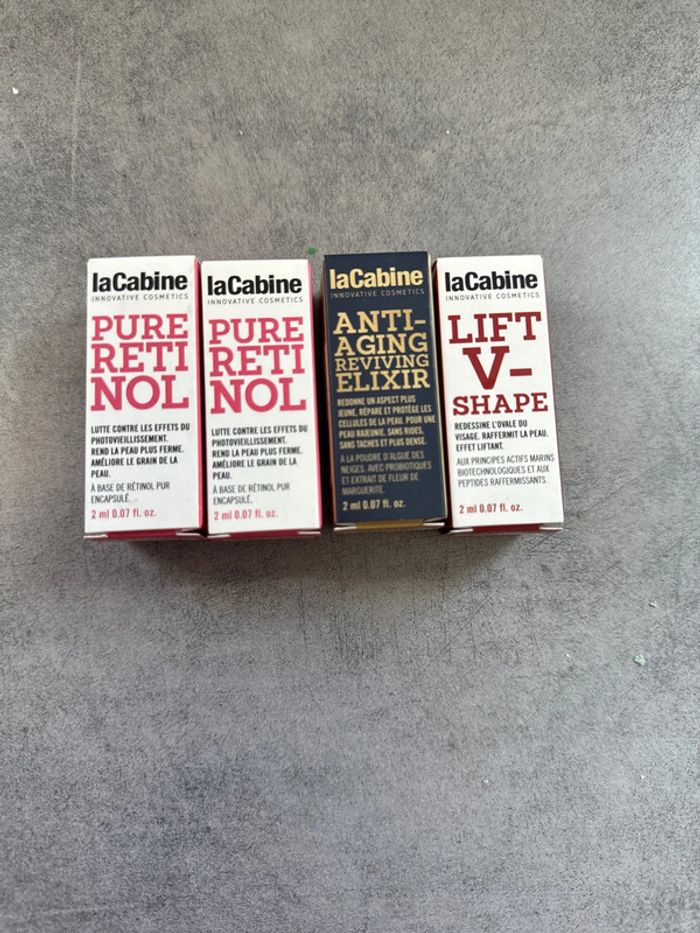 laCabine
INNOVATIVE COSMETICS
PURE
RETI
NOL
LUTTE CONTRE LES EFFETS DU
PHOTOVIEILLISSEMENT.
REND LA PEAU PLUS FERME.
AMÉLIORE LE GRAIN DE LA
PEAU.
À BASE DE RÉTINOL PUR
ENCAPSULÉ.
2 ml 0.07 fl. oz.
laCabine
INNOVATIVE COSMETICS
PURE
RETI
NOL
LUTTE CONTRE LES EFFETS DU
PHOTOVIEILLISSEMENT.
REND LA PEAU PLUS FERME.
AMÉLIORE LE GRAIN DE LA
PEAU.
À BASE DE RÉTINOL PUR
ENCAPSULÉ.
2 ml 0.07 fl. oz.
laCabine
INNOVATIVE COSMETICS
ANTI-
AGING
REVIVING
ELIXIR
REDONNE UN ASPECT PLUS
JEUNE, RÉPARE ET PROTÈGE LES
CELLULES DE LA PEAU. POUR UNE
PEAU RAJEUNIE, SANS RIDES,
SANS TACHES ET PLUS DENSE.
À LA POUDRE D'ALGUE DES
NEIGES, AVEC PROBIOTIQUES
ET EXTRAIT DE FLEUR DE
MARGUERITE.
2 ml 0.07 fl. oz.
laCabine
INNOVATIVE COSMETICS
LIFT
V-
SHAPE
REDESSINE L'OVALE DU
VISAGE. RAFFERMIT LA PEAU.
EFFET LIFTANT.
AUX PRINCIPES ACTIFS MARINS
BIOTECHNOLOGIQUES ET AUX
PEPTIDES RAFFERMISSANTS.
2 ml 0.07 fl. oz.